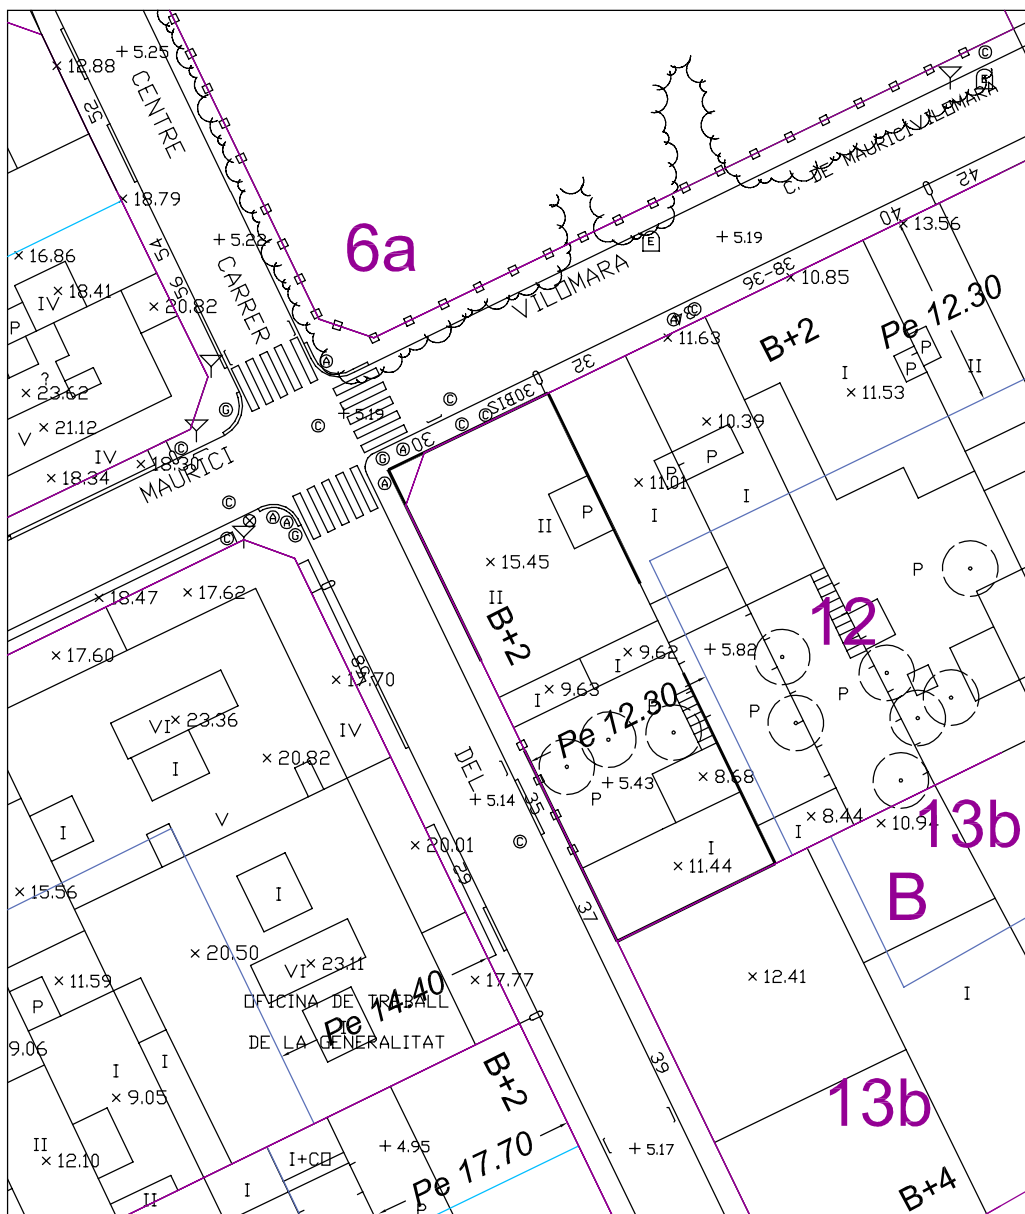 × 12.88
+ 5.25
CENTRE
52
× 18.79
54
56
+ 5.22
CARRER
6a
× 16.86
× 18.41
IV
P
× 20.82
?
× 23.62
× 21.12
V
IV
× 18.34
× 18.30
MAURICI
VILOMARA
C. DE MAURICI VILOMARA
E
+ 5.19
42
40
× 13.56
36-38
× 10.85
34
× 11.63
32
30BIS
30
+ 5.19
B+2
Pe 12.30
I
II
P
P
× 11.53
× 10.39
P
P
× 11.01
I
I
II
P
× 15.45
II
B+2
P
12
× 18.47
× 17.62
× 17.60
58
× 17.70
VI
× 23.36
I
IV
× 20.82
I
V
× 9.62
I
× 9.63
I
+ 5.82
Pe 12.30
P
P
P
DEL
35
+ 5.43
P
+ 5.14
× 8.68
I
× 11.44
I
× 8.44
× 10.94
13b
B
× 15.56
I
× 20.01
29
37
× 20.50
VI
× 23.11
× 11.59
P
× 17.77
Pe 14.40
OFICINA DE TREBALL
I
DE LA GENERALITAT
× 12.41
I
9.06
I
I
× 9.05
39
13b
B+2
II
× 12.10
I+CO
+ 4.95
Pe 17.70
+ 5.17
B+4
II
I
P